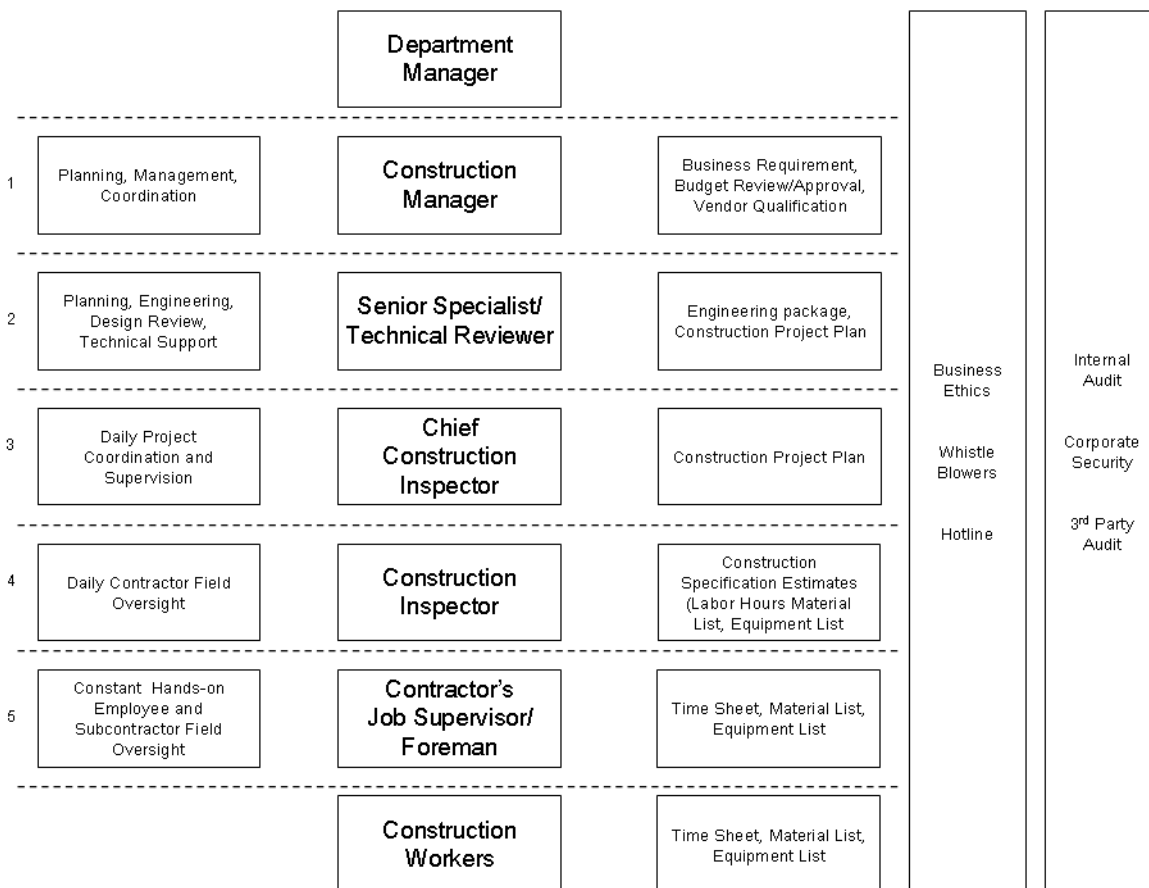 Department
Manager
1
Planning, Management,
Coordination
Construction
Manager
Business Requirement,
Budget Review/Approval,
Vendor Qualification
2
Planning, Engineering,
Design Review,
Technical Support
Senior Specialist/
Technical Reviewer
Engineering package,
Construction Project Plan
3
Daily Project
Coordination and
Supervision
Chief
Construction
Inspector
Construction Project Plan
4
Daily Contractor Field
Oversight
Construction
Inspector
Construction
Specification Estimates
(Labor Hours Material
List, Equipment List
5
Constant Hands-on
Employee and
Subcontractor Field
Oversight
Contractor's
Job Supervisor/
Foreman
Time Sheet, Material List,
Equipment List
Construction
Workers
Time Sheet, Material List,
Equipment List
Business
Ethics
Whistle
Blowers
Hotline
Internal
Audit
Corporate
Security
3rd Party
Audit